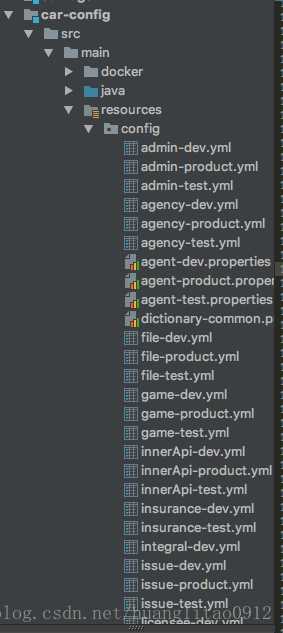 car-config
src
main
docker
java
resources
config
admin-dev.yml
admin-product.yml
admin-test.yml
agency-dev.yml
agency-product.yml
agency-test.yml
agent-dev.properties
agent-product.proper
agent-test.properties
dictionary-common.p
file-dev.yml
file-product.yml
file-test.yml
game-dev.yml
game-product.yml
game-test.yml
innerApi-dev.yml
innerApi-product.yml
innerApi-test.yml
insurance-dev.yml
insurance-test.yml
integral-dev.yml
issue-dev.yml
issue-product.yml
issue-test.yml
blog.csdn.net/huanglitao0912
licensee-dev.yml